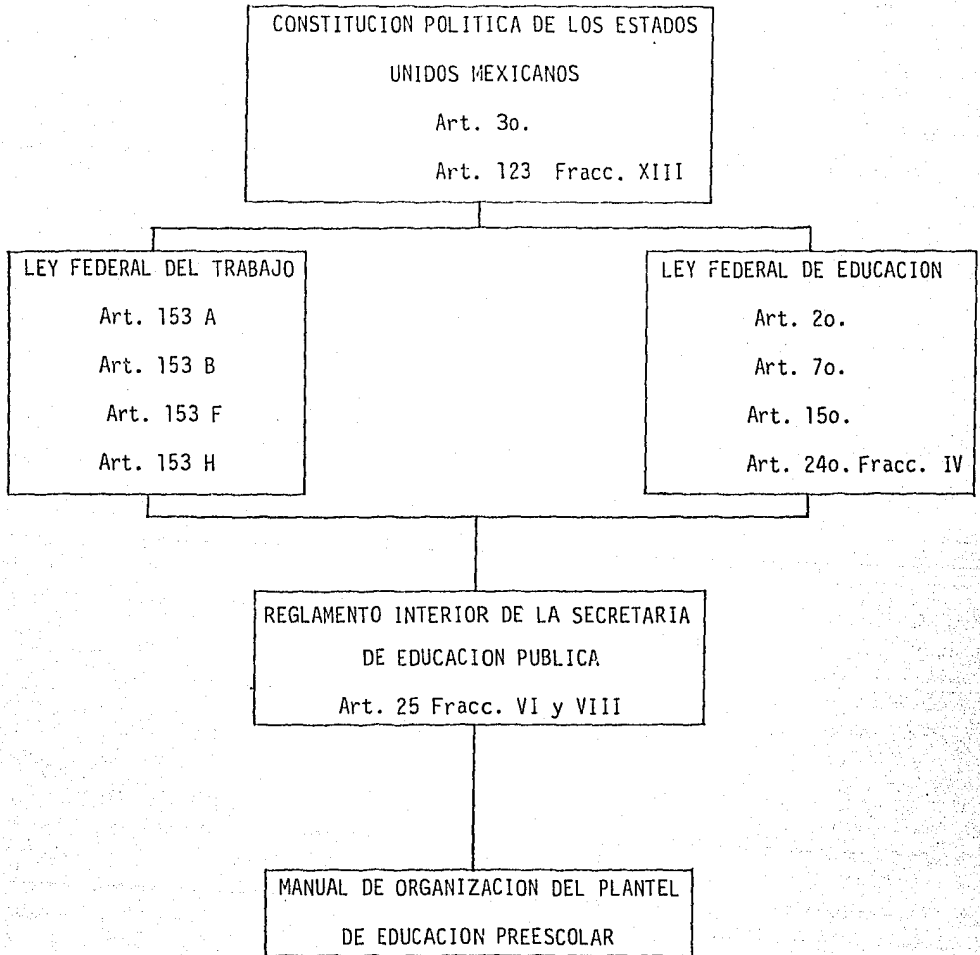 CONSTITUCION POLITICA DE LOS ESTADOS
UNIDOS MEXICANOS
Art. 3o.
Art. 123 Fracc. XIII
LEY FEDERAL DEL TRABAJO
Art. 153 A
Art. 153 B
Art. 153 F
Art. 153 H
LEY FEDERAL DE EDUCACION
Art. 2o.
Art. 7o.
Art. 15o.
Art. 24o. Fracc. IV
REGLAMENTO INTERIOR DE LA SECRETARIA
DE EDUCACION PUBLICA
Art. 25 Fracc. VI y VIII
MANUAL DE ORGANIZACION DEL PLANTEL
DE EDUCACION PREESCOLAR